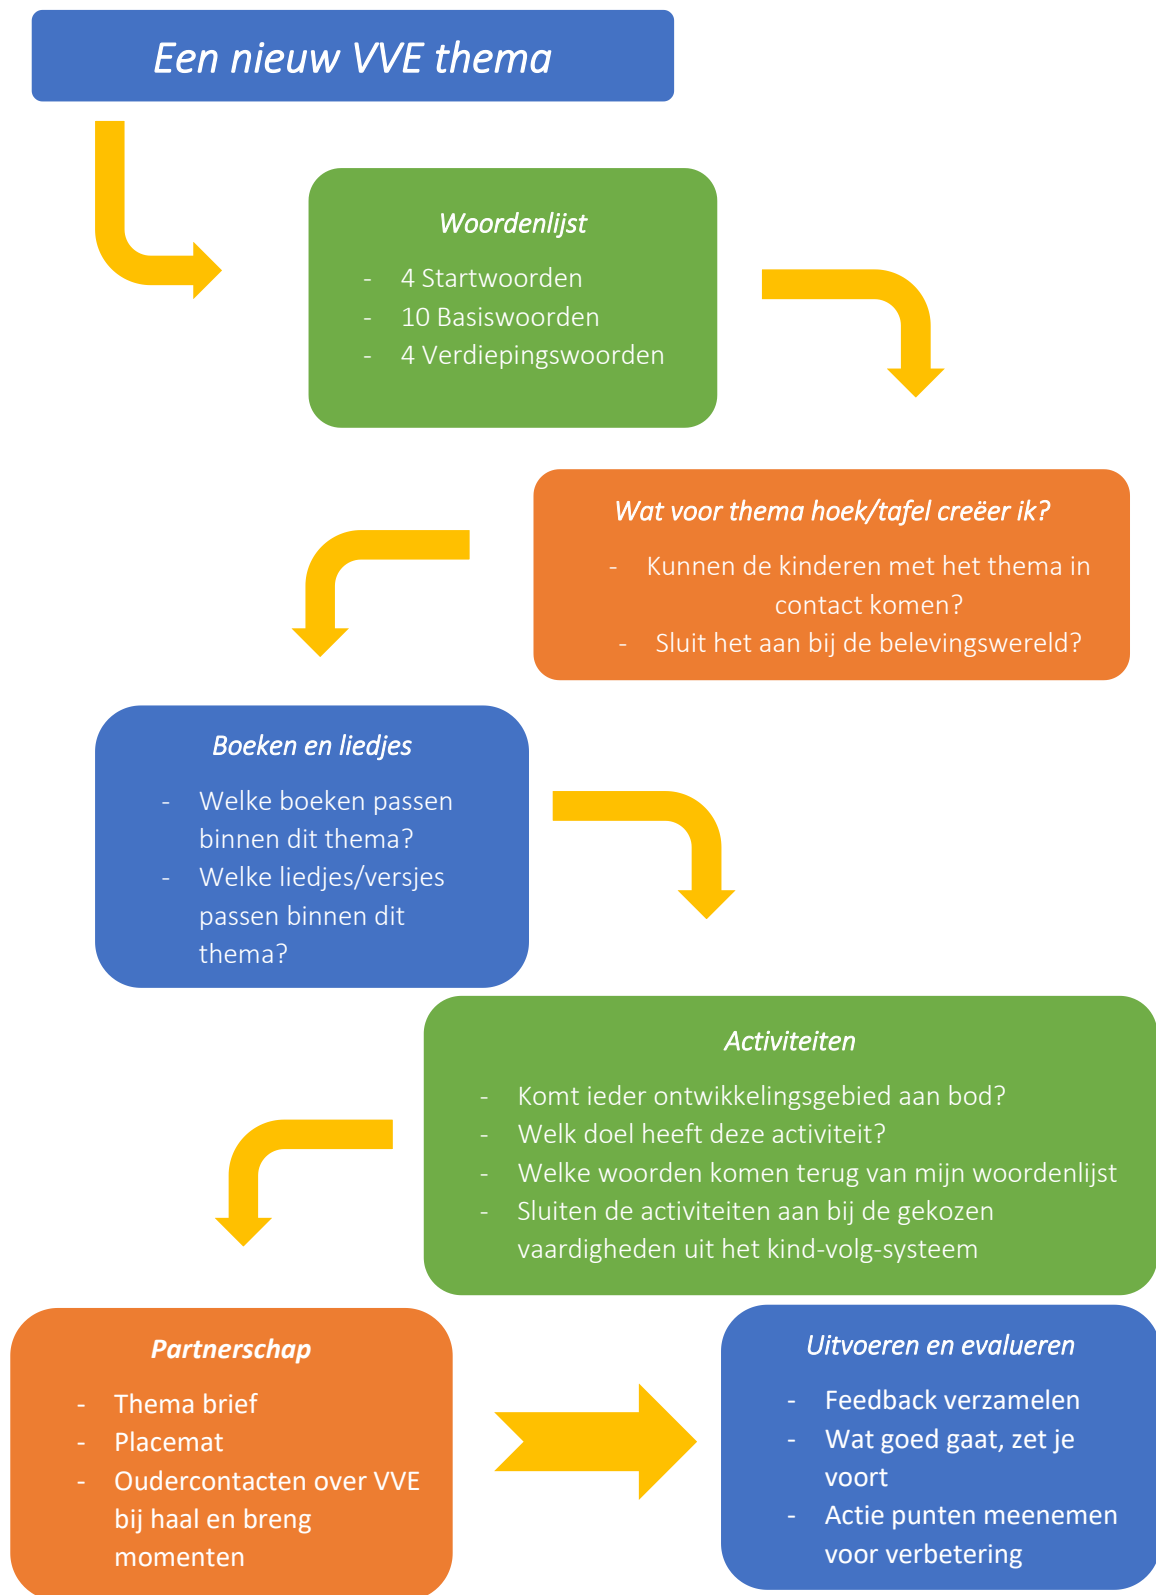 Een nieuw VVE thema
Woordenlijst
- 4 Startwoorden
- 10 Basiswoorden
- 4 Verdiepingswoorden
Wat voor thema hoek/tafel creëer ik?
- Kunnen de kinderen met het thema in
contact komen?
- Sluit het aan bij de belevingswereld?
Boeken en liedjes
- Welke boeken passen
binnen dit thema?
- Welke liedjes/versjes
passen binnen dit
thema?
Activiteiten
- Komt ieder ontwikkelingsgebied aan bod?
- Welk doel heeft deze activiteit?
- Welke woorden komen terug van mijn woordenlijst
- Sluiten de activiteiten aan bij de gekozen
vaardigheden uit het kind-volg-systeem
Partnerschap
- Thema brief
- Placemat
- Oudercontacten over VVE
bij haal en breng
momenten
Uitvoeren en evalueren
- Feedback verzamelen
- Wat goed gaat, zet je
voort
- Actie punten meenemen
voor verbetering